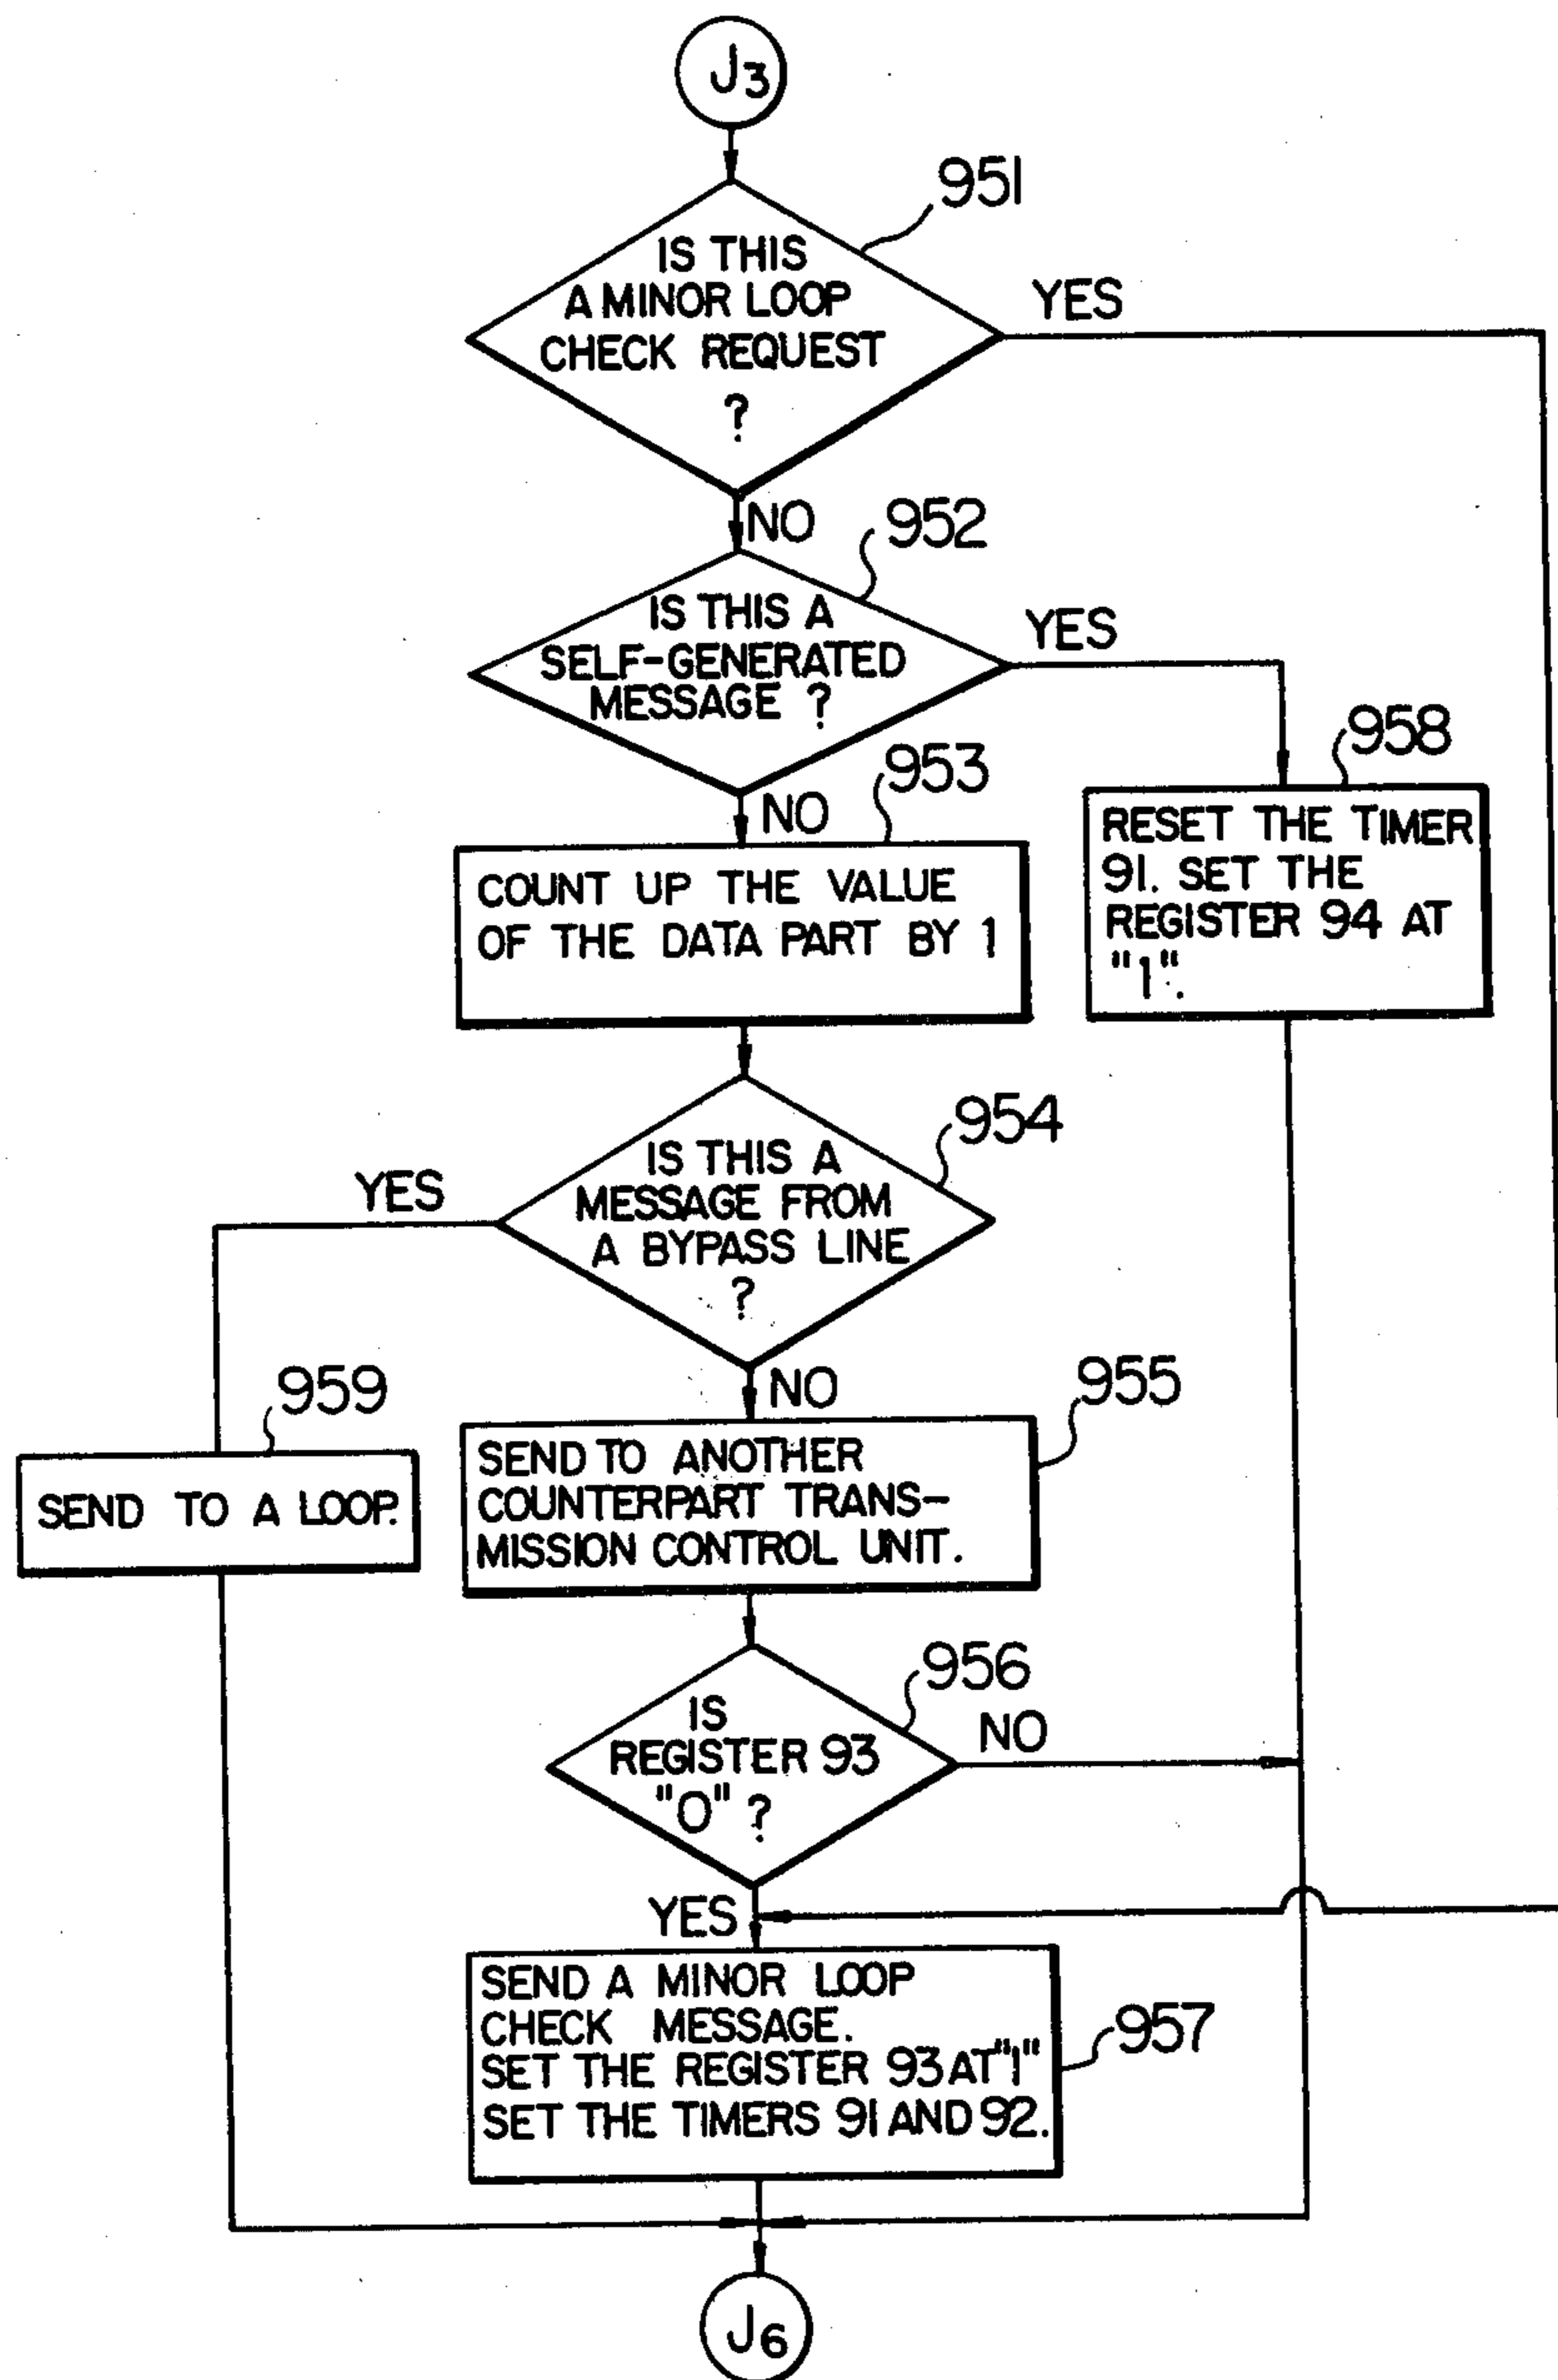 J3
951
IS THIS
A MINOR LOOP
CHECK REQUEST
?
YES
NO
952
IS THIS A
SELF-GENERATED
MESSAGE ?
YES
NO
953
958
COUNT UP THE VALUE
OF THE DATA PART BY 1
RESET THE TIMER
91. SET THE
REGISTER 94 AT
"1".
954
IS THIS A
MESSAGE FROM
A BYPASS LINE
?
YES
NO
959
955
SEND TO A LOOP.
SEND TO ANOTHER
COUNTERPART TRANS-
MISSION CONTROL UNIT.
956
IS
REGISTER 93
"0" ?
NO
YES
957
SEND A MINOR LOOP
CHECK MESSAGE.
SET THE REGISTER 93 AT "1"
SET THE TIMERS 91 AND 92.
J6